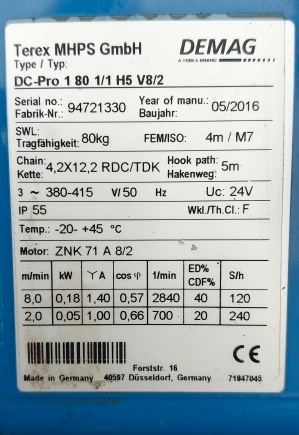 Terex MHPS GmbH
DEMAG
A TEREX BRAND
Type / Typ:
DC-Pro 1 80 1/1 H5 V8/2
Serial no.: 94721330 Year of manu.: 05/2016
Fabrik-Nr.: Baujahr:
SWL: 80kg FEM/ISO: 4m / M7
Tragfähigkeit:
Chain: 4,2X12,2 RDC/TDK Hook path: 5m
Kette: Hakenweg:
3 ~ 380-415 V/ 50 Hz Uc: 24V
IP 55 Wkl./Th.Cl.: F
Temp.: -20- +45 °C
Motor: ZNK 71 A 8/2
m/min kW Y A cos φ 1/min ED% CDF% S/h
8,0 0,18 1,40 0,57 2840 40 120
2,0 0,05 1,00 0,66 700 20 240
CE
Forststr. 16
Made in Germany 40597 Düsseldorf, Germany 71847045